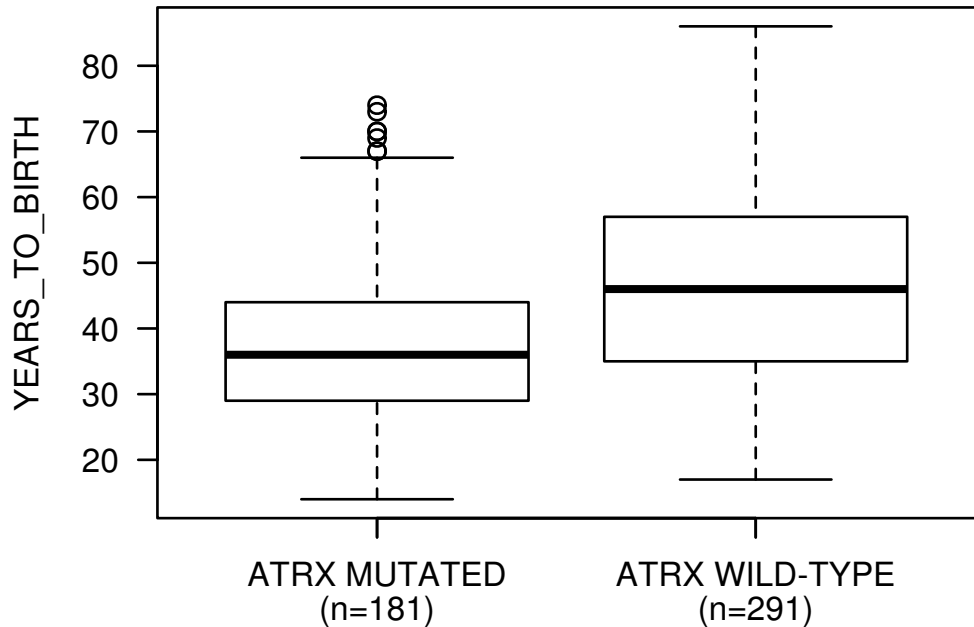 YEARS_TO_BIRTH
80
70
60
50
40
30
20
ATRX MUTATED
(n=181)
ATRX WILD-TYPE
(n=291)